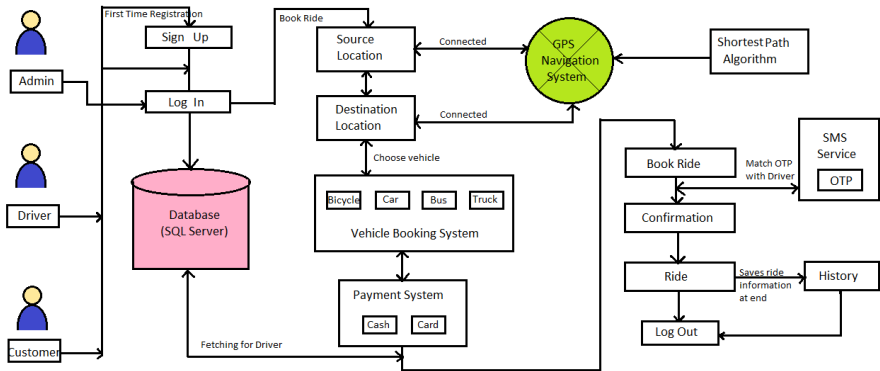 First Time Registration
Sign Up
Admin
Log In
Driver
Database
(SQL Server)
Customer
Fetching for Driver
Book Ride
Source
Location
Connected
GPS
Navigation
System
Shortest Path
Algorithm
Destination
Location
Connected
Choose vehicle
Bicycle
Car
Bus
Truck
Vehicle Booking System
Payment System
Cash
Card
Book Ride
Match OTP
with Driver
SMS
Service
OTP
Confirmation
Ride
Saves ride
information
at end
History
Log Out